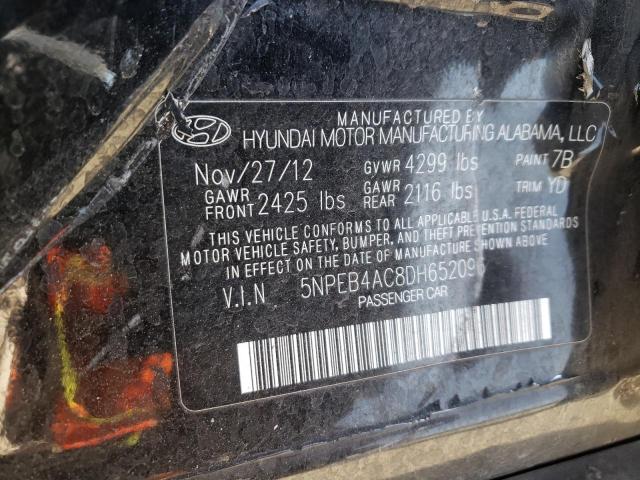 MANUFACTURED BY
HYUNDAI MOTOR MANUFACTURING ALABAMA, LLC
Nov/27/12 GVWR 4299 lbs PAINT 7B
GAWR FRONT 2425 lbs GAWR REAR 2116 lbs TRIM YD
THIS VEHICLE CONFORMS TO ALL APPLICABLE U.S.A. FEDERAL
MOTOR VEHICLE SAFETY, BUMPER, AND THEFT PREVENTION STANDARDS
IN EFFECT ON THE DATE OF MANUFACTURE SHOWN ABOVE.
V.I.N 5NPEB4AC8DH652096
PASSENGER CAR